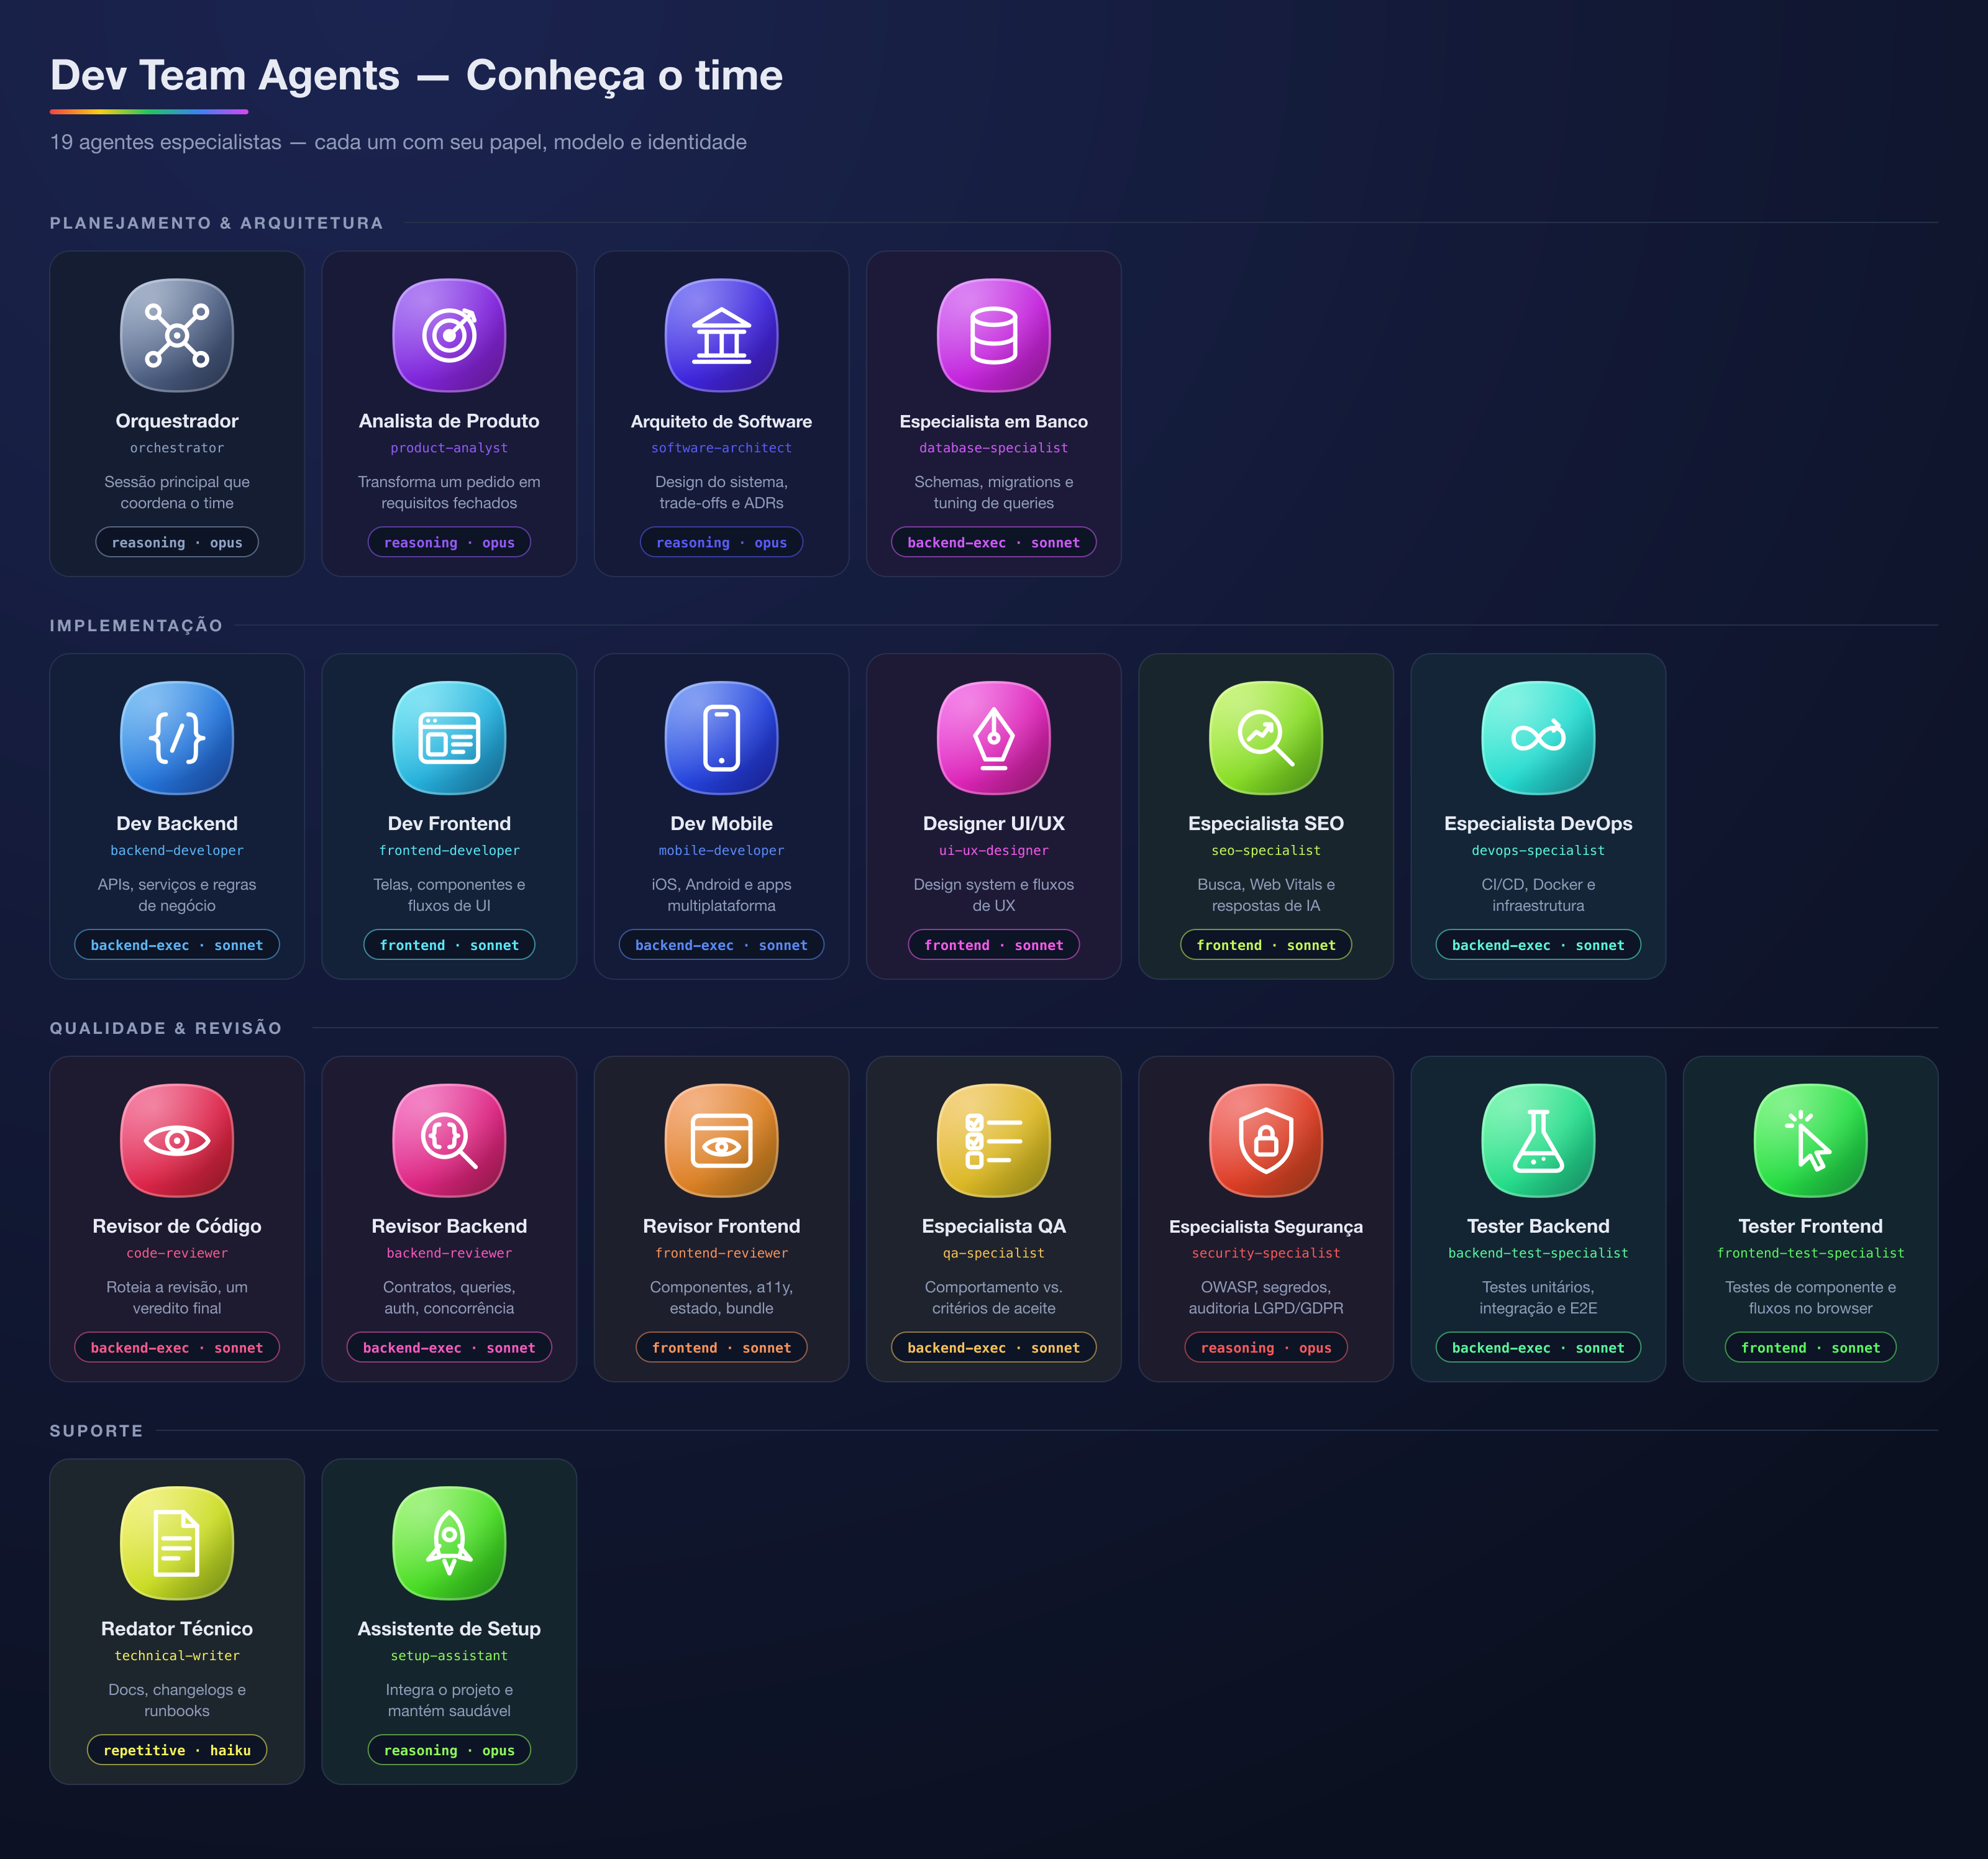 Dev Team Agents — Conheça o time
19 agentes especialistas — cada um com seu papel, modelo e identidade
PLANEJAMENTO & ARQUITETURA
Orquestrador
orchestrator
Sessão principal que
coordena o time
reasoning · opus
Analista de Produto
product-analyst
Transforma um pedido em
requisitos fechados
reasoning · opus
Arquiteto de Software
software-architect
Design do sistema,
trade-offs e ADRs
reasoning · opus
Especialista em Banco
database-specialist
Schemas, migrations e
tuning de queries
backend-exec · sonnet
IMPLEMENTAÇÃO
Dev Backend
backend-developer
APIs, serviços e regras
de negócio
backend-exec · sonnet
Dev Frontend
frontend-developer
Telas, componentes e
fluxos de UI
frontend · sonnet
Dev Mobile
mobile-developer
iOS, Android e apps
multiplataforma
backend-exec · sonnet
Designer UI/UX
ui-ux-designer
Design system e fluxos
de UX
frontend · sonnet
Especialista SEO
seo-specialist
Busca, Web Vitals e
respostas de IA
frontend · sonnet
Especialista DevOps
devops-specialist
CI/CD, Docker e
infraestrutura
backend-exec · sonnet
QUALIDADE & REVISÃO
Revisor de Código
code-reviewer
Roteia a revisão, um
veredito final
backend-exec · sonnet
Revisor Backend
backend-reviewer
Contratos, queries,
auth, concorrência
backend-exec · sonnet
Revisor Frontend
frontend-reviewer
Componentes, a11y,
estado, bundle
frontend · sonnet
Especialista QA
qa-specialist
Comportamento vs.
critérios de aceite
backend-exec · sonnet
Especialista Segurança
security-specialist
OWASP, segredos,
auditoria LGPD/GDPR
reasoning · opus
Tester Backend
backend-test-specialist
Testes unitários,
integração e E2E
backend-exec · sonnet
Tester Frontend
frontend-test-specialist
Testes de componente e
fluxos no browser
frontend · sonnet
SUPORTE
Redator Técnico
technical-writer
Docs, changelogs e
runbooks
repetitive · haiku
Assistente de Setup
setup-assistant
Integra o projeto e
mantém saudável
reasoning · opus